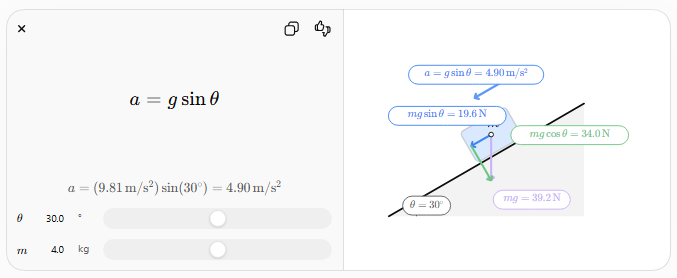 a = g sin θ
a = (9.81 m/s²) sin(30°) = 4.90 m/s²
θ 30.0 °
m 4.0 kg
a = g sin θ = 4.90 m/s²
mg sin θ = 19.6 N
mg cos θ = 34.0 N
mg = 39.2 N
θ = 30°